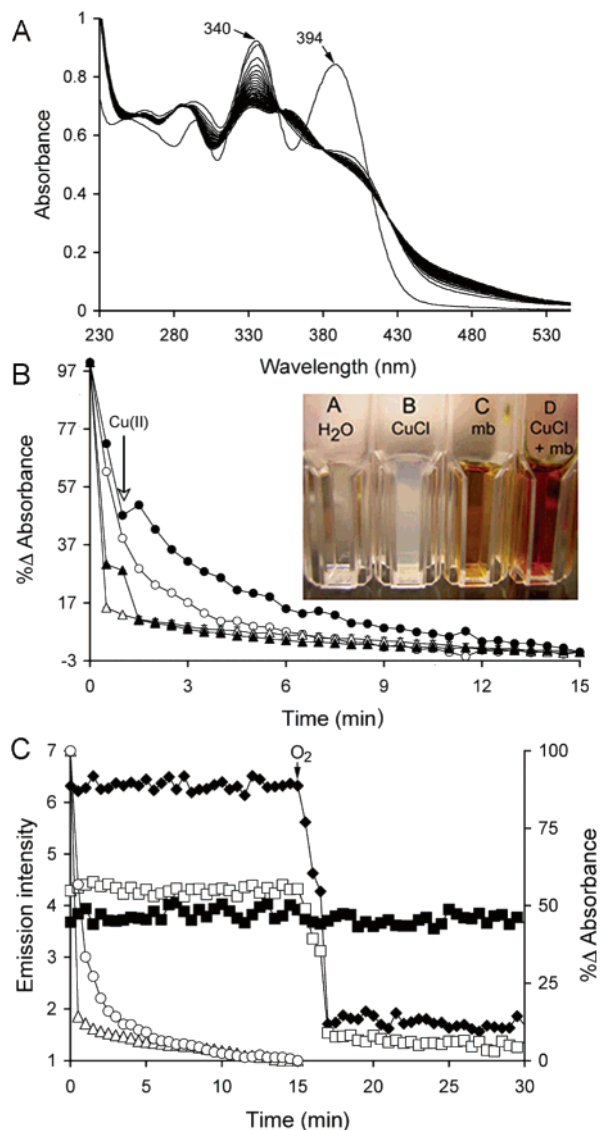 A
340
394
1
0.8
0.6
0.4
0.2
0
Absorbance
230 280 330 380 430 480 530
Wavelength (nm)
B
97
77
57
37
17
-3
%Δ Absorbance
Cu(II)
A
H₂O
B
CuCl
C
mb
D
CuCl
+ mb
0 3 6 9 12 15
Time (min)
C
O₂
7
6
5
4
3
2
1
Emission intensity
100
75
50
25
0
%Δ Absorbance
0 5 10 15 20 25 30
Time (min)